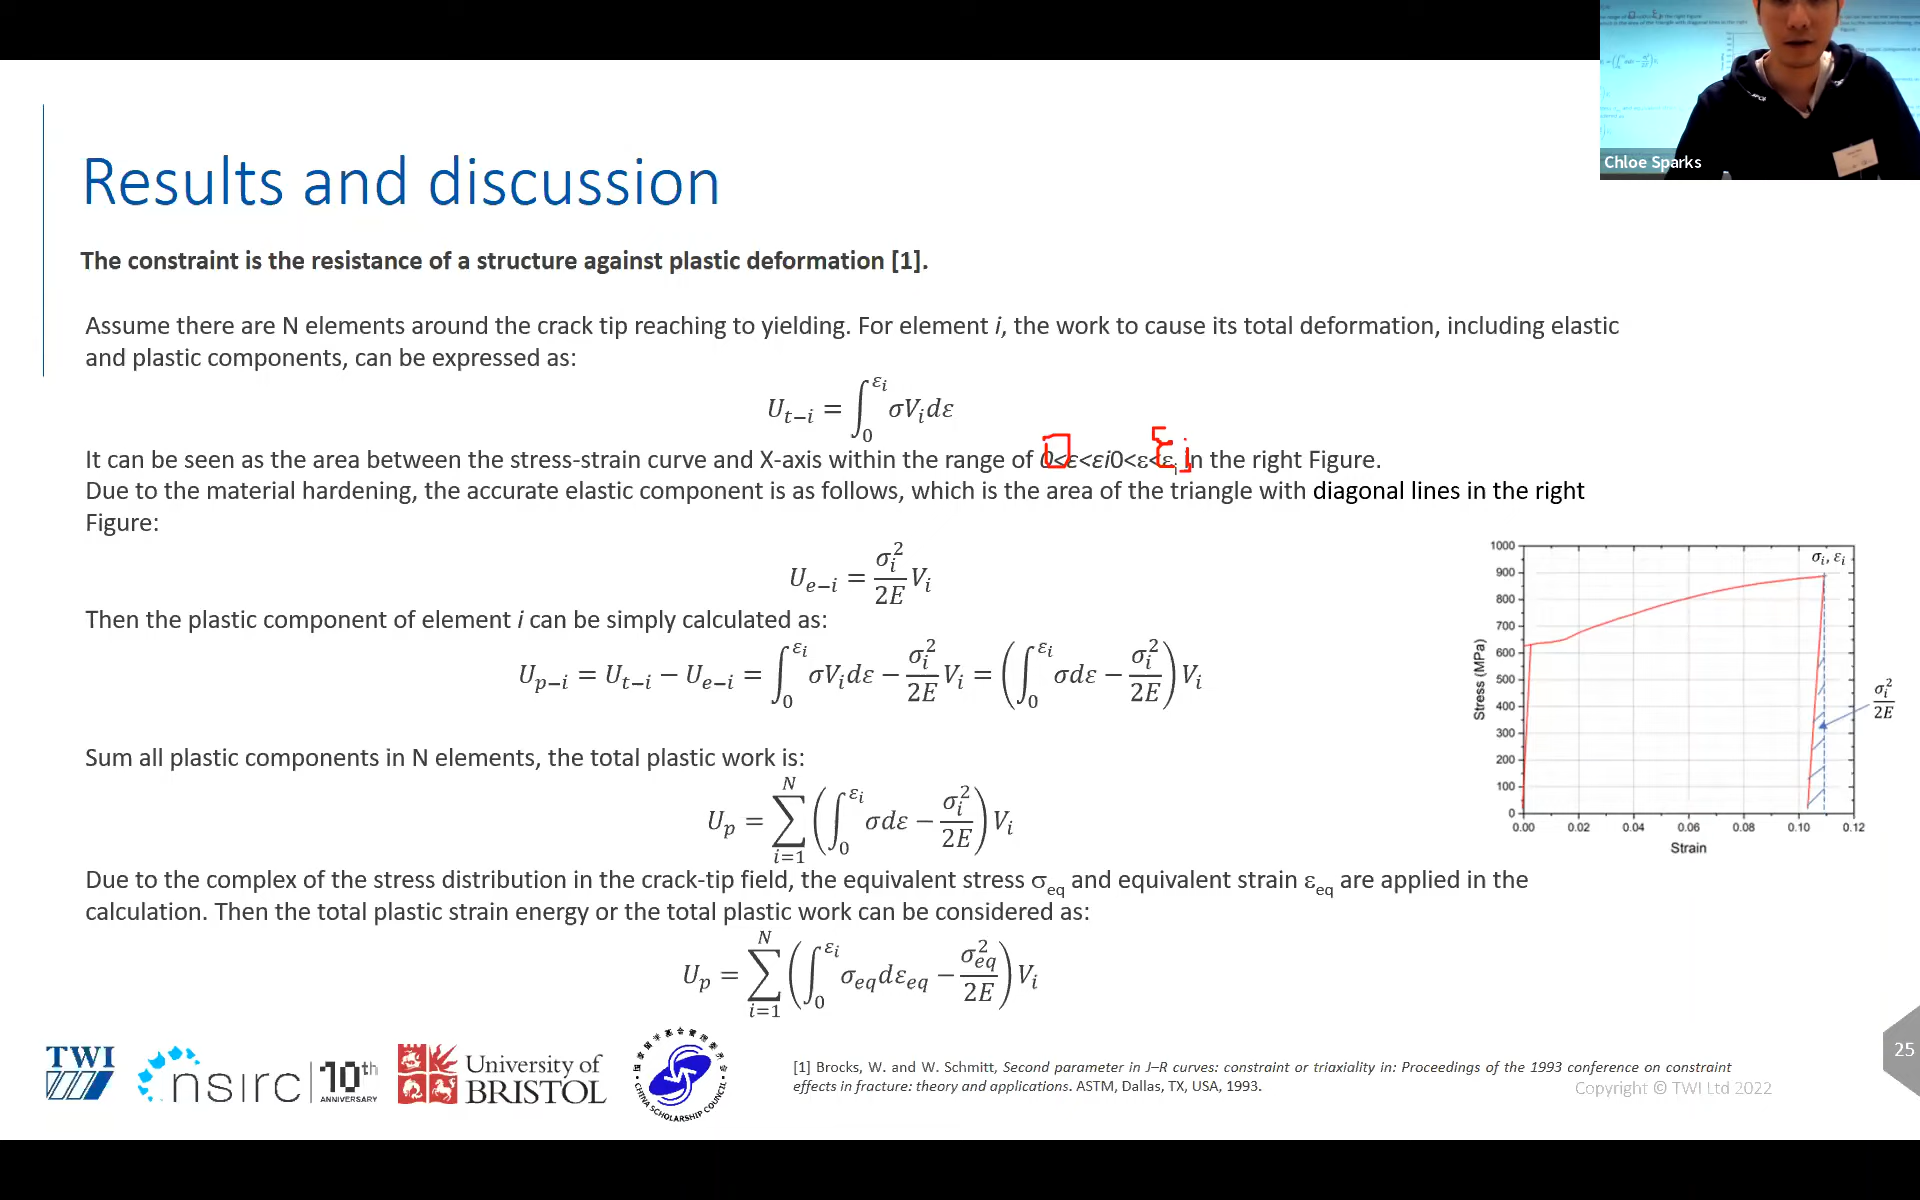 Chloe Sparks
Results and discussion
The constraint is the resistance of a structure against plastic deformation [1].
Assume there are N elements around the crack tip reaching to yielding. For element i, the work to cause its total deformation, including elastic
and plastic components, can be expressed as:
U_{t−i} = ∫_0^{ε_i} σV_i dε
It can be seen as the area between the stress-strain curve and X-axis within the range of 0<ε<εi0<ε<ε_i in the right Figure.
Due to the material hardening, the accurate elastic component is as follows, which is the area of the triangle with diagonal lines in the right
Figure:
U_{e−i} = σ_i^2/2E V_i
Then the plastic component of element i can be simply calculated as:
U_{p−i} = U_{t−i} − U_{e−i} = ∫_0^{ε_i} σV_i dε − σ_i^2/2E V_i = (∫_0^{ε_i} σdε − σ_i^2/2E) V_i
Sum all plastic components in N elements, the total plastic work is:
U_p = ∑_{i=1}^N (∫_0^{ε_i} σdε − σ_i^2/2E) V_i
Due to the complex of the stress distribution in the crack-tip field, the equivalent stress σ_eq and equivalent strain ε_eq are applied in the
calculation. Then the total plastic strain energy or the total plastic work can be considered as:
U_p = ∑_{i=1}^N (∫_0^{ε_i} σ_eq dε_eq − σ_eq^2/2E) V_i
1000
900
800
700
600
500
400
300
200
100
0
Stress (MPa)
0.00 0.02 0.04 0.06 0.08 0.10 0.12
Strain
σ_i, ε_i
σ_i^2/2E
25
TWI
nsirc 10th
ANNIVERSARY
University of
BRISTOL
CHINA SCHOLARSHIP COUNCIL
[1] Brocks, W. and W. Schmitt, Second parameter in J–R curves: constraint or triaxiality in: Proceedings of the 1993 conference on constraint
effects in fracture: theory and applications. ASTM, Dallas, TX, USA, 1993.
Copyright © TWI Ltd 2022